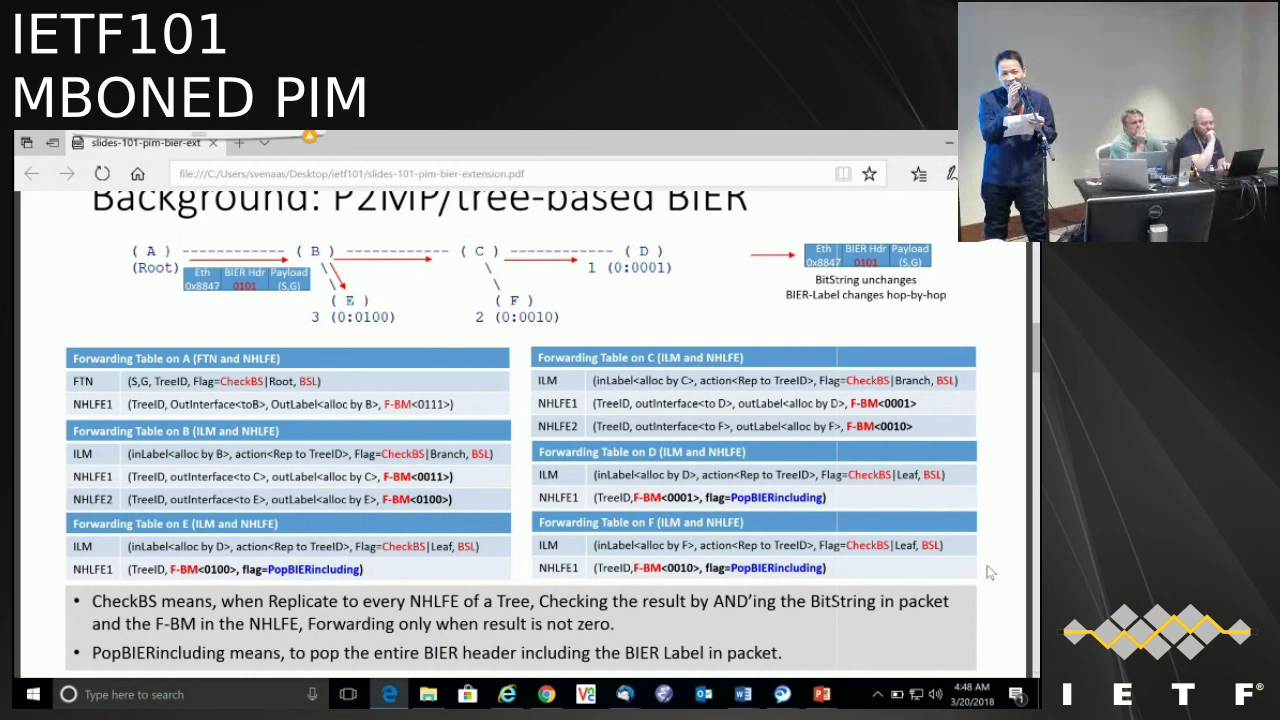 IETF101
MBONED PIM
slides-101-pim-bier-ext
file:///C:/Users/svenaas/Desktop/ietf101/slides-101-pim-bier-extension.pdf
Background: P2MP/tree-based BIER
( A ) ----------- ( B ) ------------ ( C ) ----------- ( D )
(Root) 1 (0:0001)
Eth BIER Hdr Payload
0x8847 0101 (S,G)
Eth BIER Hdr Payload
0x8847 0101 (S,G)
BitString unchanges
BIER-Label changes hop-by-hop
( E ) ( F )
3 (0:0100) 2 (0:0010)
Forwarding Table on A (FTN and NHLFE)
FTN (S,G, TreeID, Flag=CheckBS|Root, BSL)
NHLFE1 (TreeID, OutInterface<toB>, OutLabel<alloc by B>, F-BM<0111>)
Forwarding Table on B (ILM and NHLFE)
ILM (inLabel<alloc by B>, action<Rep to TreeID>, Flag=CheckBS|Branch, BSL)
NHLFE1 (TreeID, outInterface<to C>, outLabel<alloc by C>, F-BM<0011>)
NHLFE2 (TreeID, outInterface<to E>, outLabel<alloc by E>, F-BM<0100>)
Forwarding Table on E (ILM and NHLFE)
ILM (inLabel<alloc by D>, action<Rep to TreeID>, Flag=CheckBS|Leaf, BSL)
NHLFE1 (TreeID, F-BM<0100>, flag=PopBIERincluding)
Forwarding Table on C (ILM and NHLFE)
ILM (inLabel<alloc by C>, action<Rep to TreeID>, Flag=CheckBS|Branch, BSL)
NHLFE1 (TreeID, outInterface<to D>, outLabel<alloc by D>, F-BM<0001>
NHLFE2 (TreeID, outInterface<to F>, outLabel<alloc by F>, F-BM<0010>
Forwarding Table on D (ILM and NHLFE)
ILM (inLabel<alloc by D>, action<Rep to TreeID>, Flag=CheckBS|Leaf, BSL)
NHLFE1 (TreeID,F-BM<0001>, flag=PopBIERincluding)
Forwarding Table on F (ILM and NHLFE)
ILM (inLabel<alloc by F>, action<Rep to TreeID>, Flag=CheckBS|Leaf, BSL)
NHLFE1 (TreeID,F-BM<0010>, flag=PopBIERincluding)
• CheckBS means, when Replicate to every NHLFE of a Tree, Checking the result by AND'ing the BitString in packet
and the F-BM in the NHLFE, Forwarding only when result is not zero.
• PopBIERincluding means, to pop the entire BIER header including the BIER Label in packet.
Type here to search
4:48 AM
3/20/2018
I E T F®